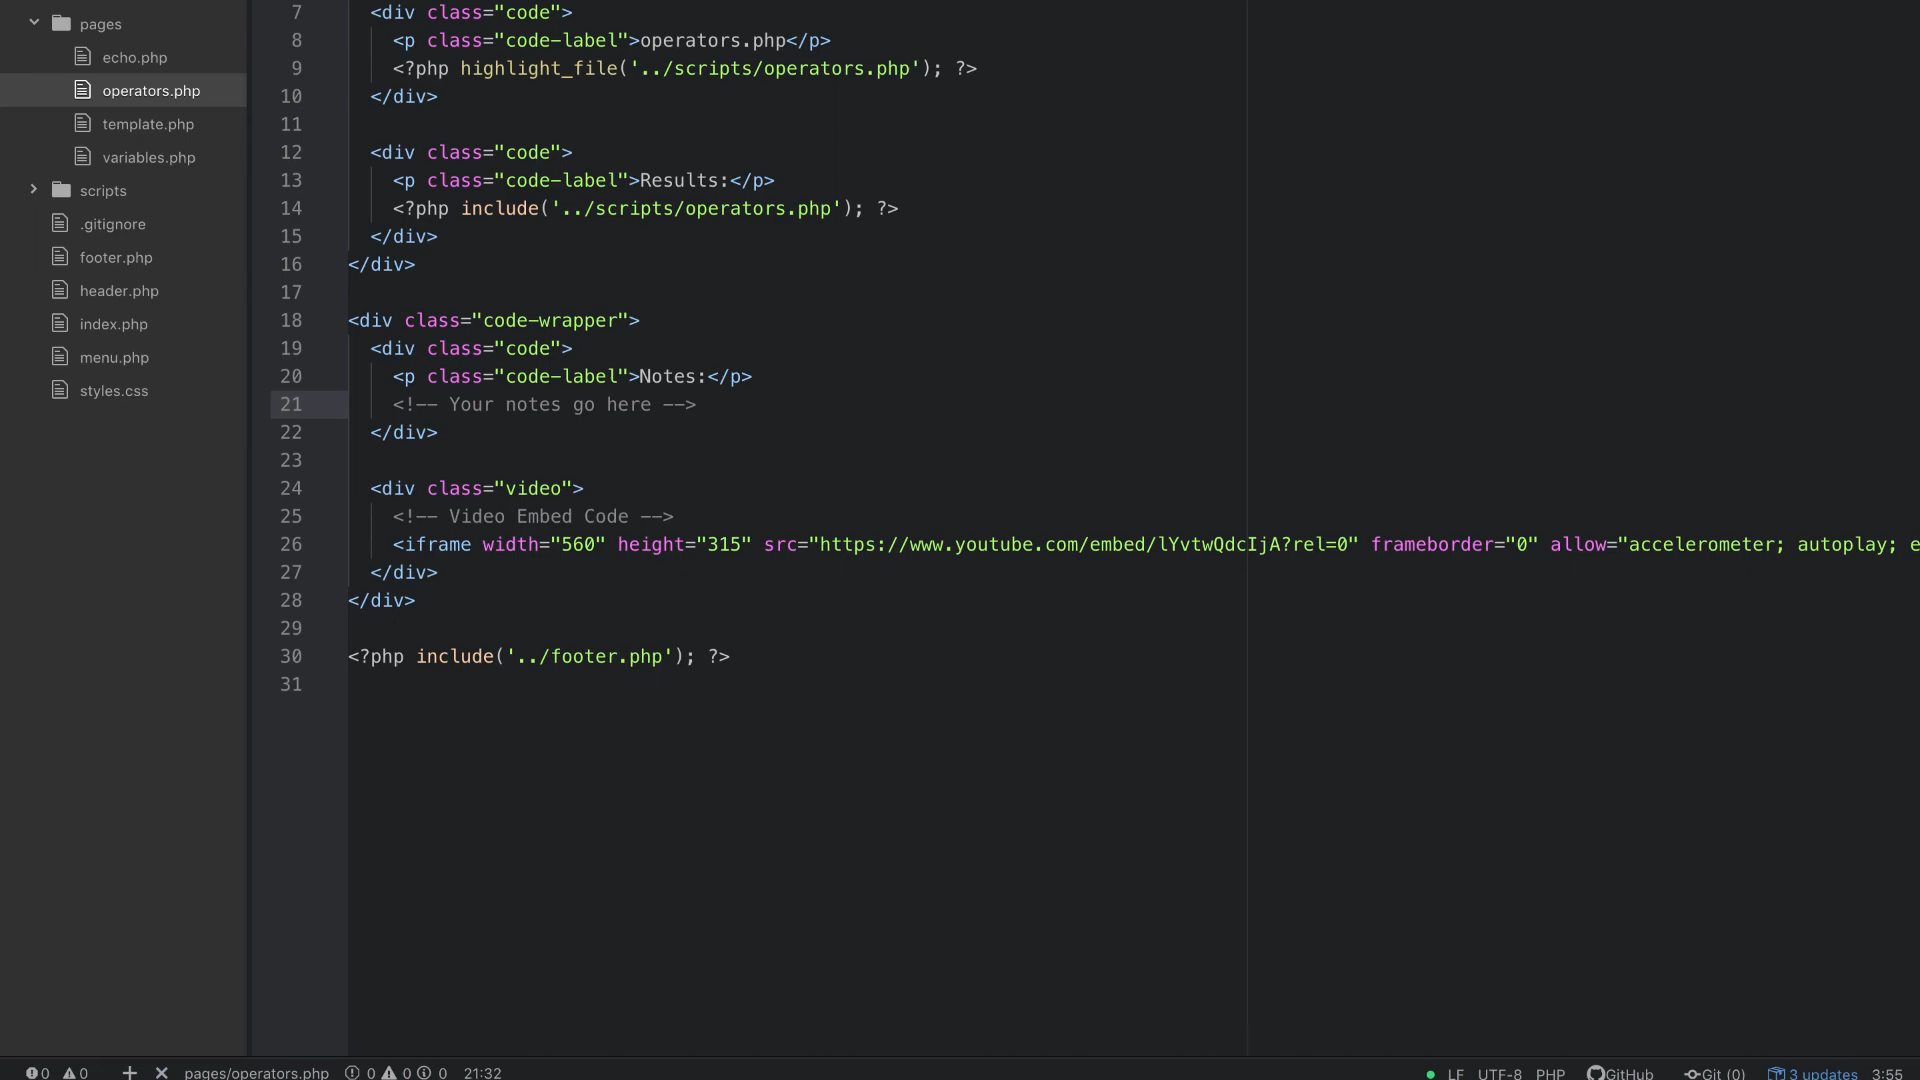 pages
echo.php
operators.php
template.php
variables.php
scripts
.gitignore
footer.php
header.php
index.php
menu.php
styles.css
7 <div class="code">
8 <p class="code-label">operators.php</p>
9 <?php highlight_file('../scripts/operators.php'); ?>
10 </div>
11
12 <div class="code">
13 <p class="code-label">Results:</p>
14 <?php include('../scripts/operators.php'); ?>
15 </div>
16 </div>
17
18 <div class="code-wrapper">
19 <div class="code">
20 <p class="code-label">Notes:</p>
21 <!-- Your notes go here -->
22 </div>
23
24 <div class="video">
25 <!-- Video Embed Code -->
26 <iframe width="560" height="315" src="https://www.youtube.com/embed/lYvtwQdcIjA?rel=0" frameborder="0" allow="accelerometer; autoplay; e
27 </div>
28 </div>
29
30 <?php include('../footer.php'); ?>
31
0 0 + × pages/operators.php 0 0 0 21:32 LF UTF-8 PHP GitHub Git (0) 3 updates 3:55